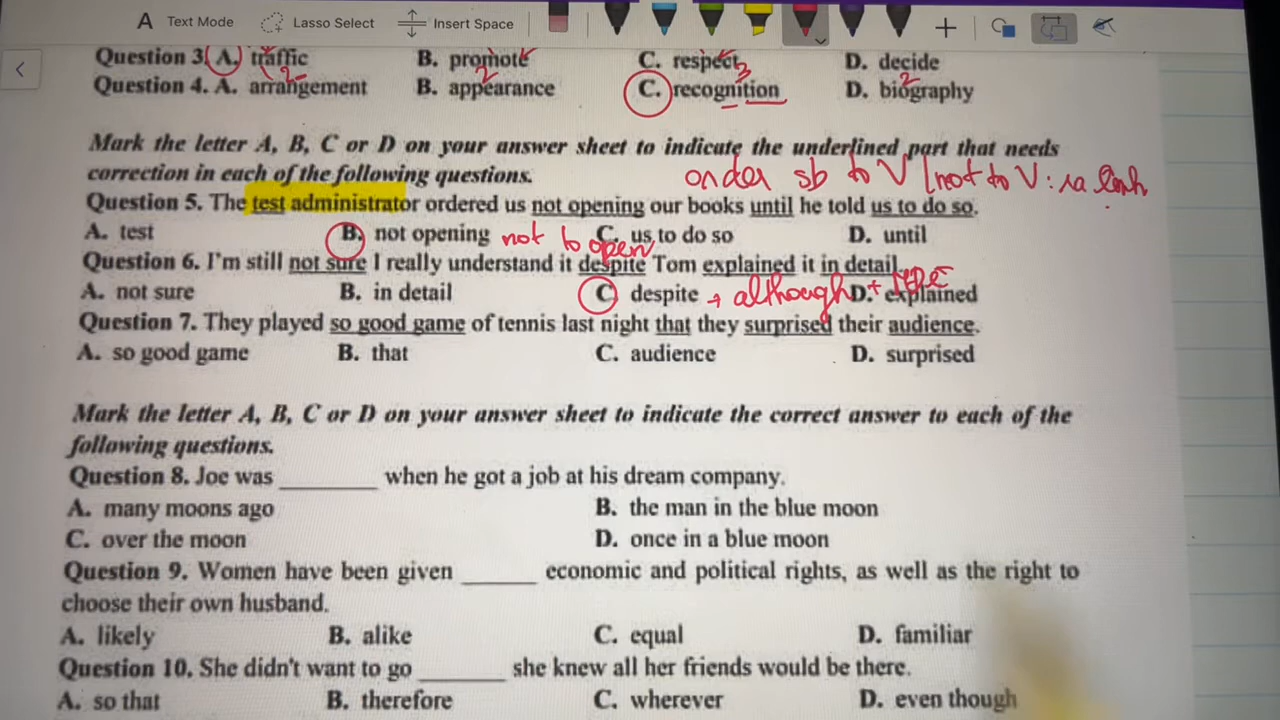 A Text Mode Lasso Select Insert Space
Question 3. A. traffic B. promote C. respect D. decide
2 2 3 2
Question 4. A. arrangement B. appearance C. recognition D. biography
Mark the letter A, B, C or D on your answer sheet to indicate the underlined part that needs
correction in each of the following questions.
order sb to V / not to V : ra lệnh
Question 5. The test administrator ordered us not opening our books until he told us to do so.
A. test B. not opening C. us to do so D. until
not to open
Question 6. I'm still not sure I really understand it despite Tom explained it in detail.
A. not sure B. in detail C. despite D. explained
→ although +
Question 7. They played so good game of tennis last night that they surprised their audience.
A. so good game B. that C. audience D. surprised
Mark the letter A, B, C or D on your answer sheet to indicate the correct answer to each of the
following questions.
Question 8. Joe was ________ when he got a job at his dream company.
A. many moons ago B. the man in the blue moon
C. over the moon D. once in a blue moon
Question 9. Women have been given ______ economic and political rights, as well as the right to
choose their own husband.
A. likely B. alike C. equal D. familiar
Question 10. She didn't want to go _______ she knew all her friends would be there.
A. so that B. therefore C. wherever D. even though